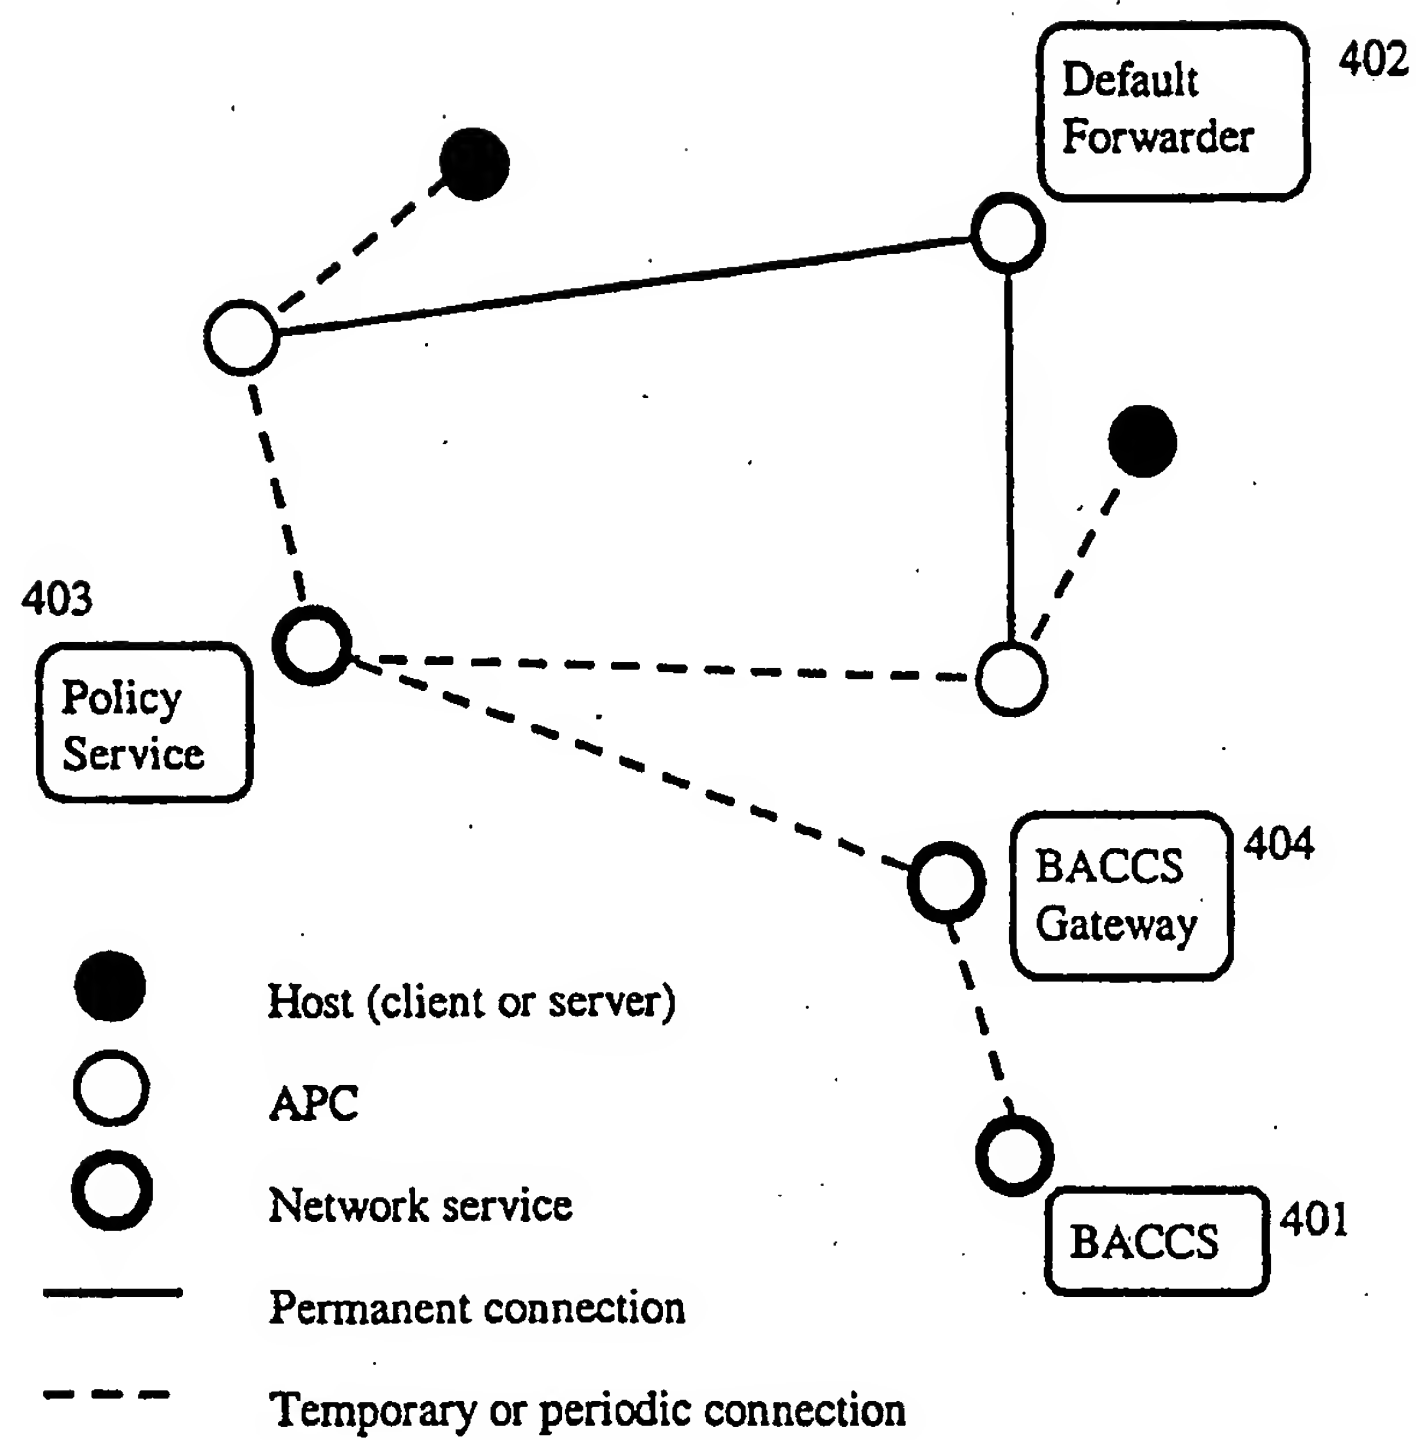 402
Default
Forwarder
403
Policy
Service
BACCS
Gateway
404
Host (client or server)
APC
Network service
BACCS
401
Permanent connection
Temporary or periodic connection